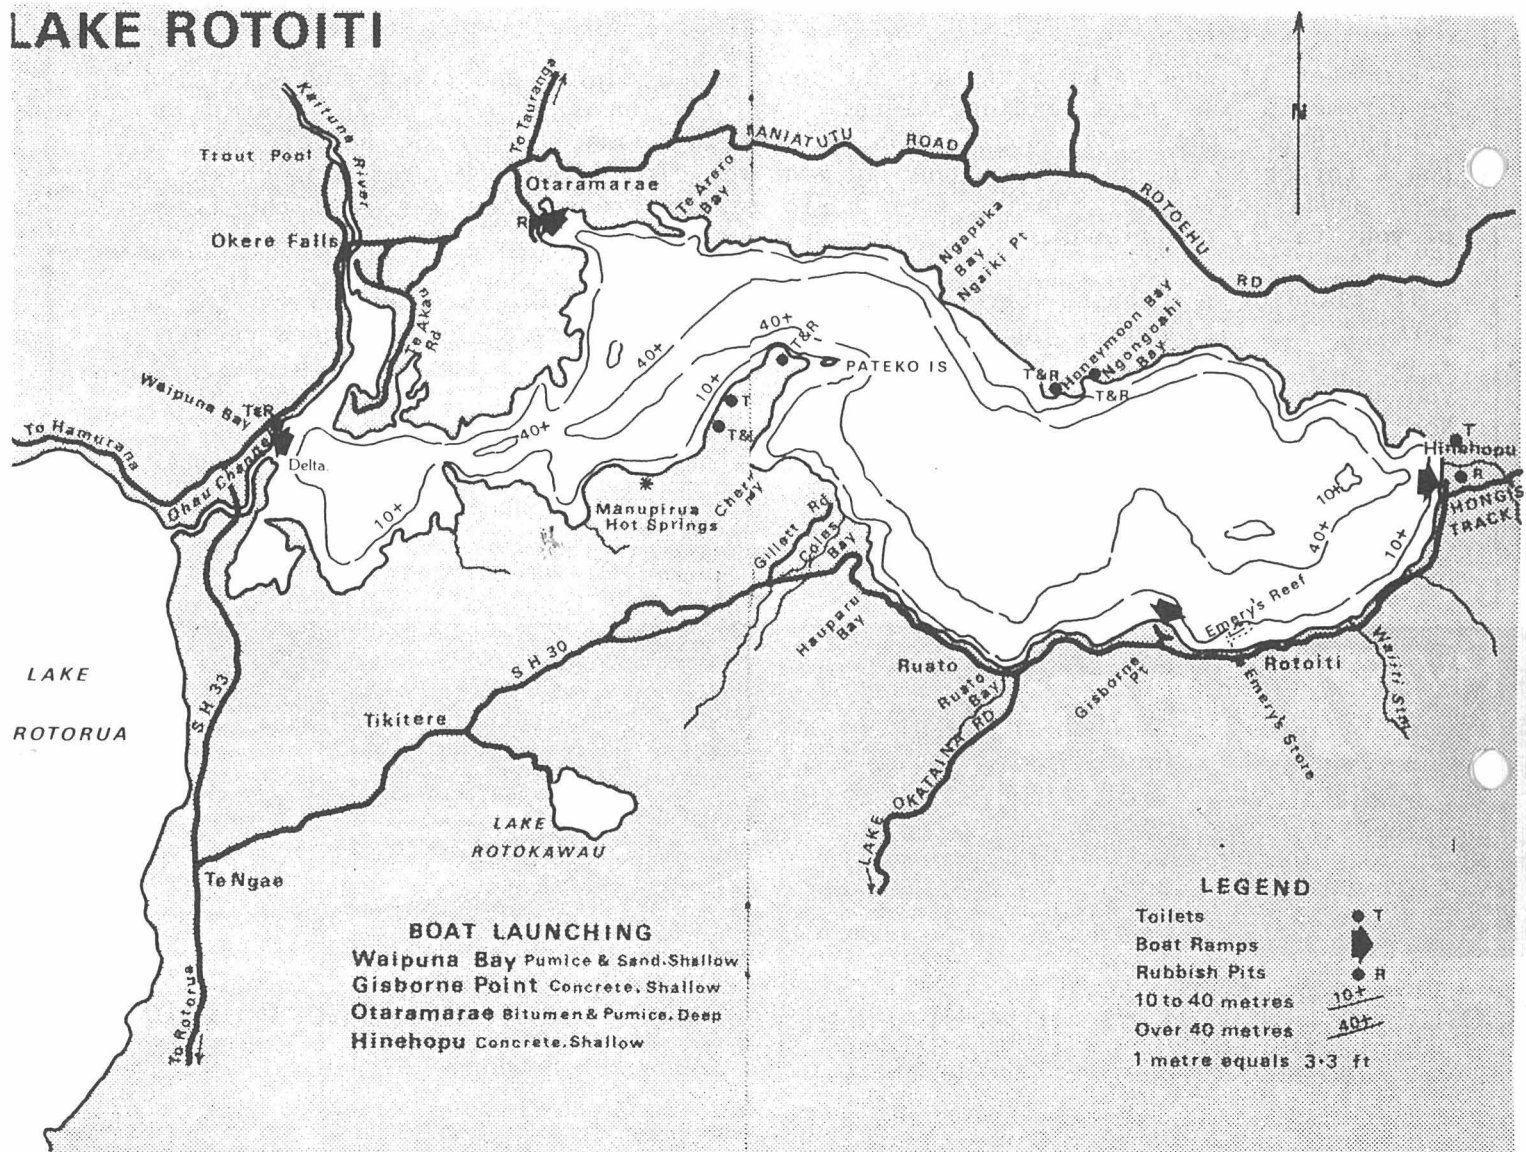 LAKE ROTOITI
Kaituna River
Trout Pool
To Tauranga
N
ANIATUTU ROAD
Otaramarae
R
Te Arero Bay
Okere Falls
ROTOEHU RD
Ngapuka Bay
Ngaiki Pt
Te Akau Rd
40+
40+
T&R
PATEKO IS
Honeymoon Bay
Ngongoahi Bay
T&R
T&R
Waipuna Bay
T&R
10+
T
T&
40+
To Hamurana
Delta.
Ohau Channel
10+
T
Hinehopu
R
HONGIS TRACK
10+
40+
10+
Manupirua
Hot Springs
Cherry Bay
Gillett Rd
Colas Bay
Hauparu Bay
Emery's Reef
SH 30
Ruato
Ruato Bay
Gisborne Pt
Rotoiti
Waiiti Stm
Emery's Store
LAKE
ROTORUA
SH 33
Tikitere
LAKE OKATAINA RD
LAKE
ROTOKAWAU
Te Ngae
To Rotorua
BOAT LAUNCHING
Waipuna Bay Pumice & Sand.Shallow
Gisborne Point Concrete.Shallow
Otaramarae Bitumen & Pumice.Deep
Hinehopu Concrete.Shallow
LEGEND
Toilets T
Boat Ramps
Rubbish Pits R
10 to 40 metres 10+
Over 40 metres 40+
1 metre equals 3·3 ft